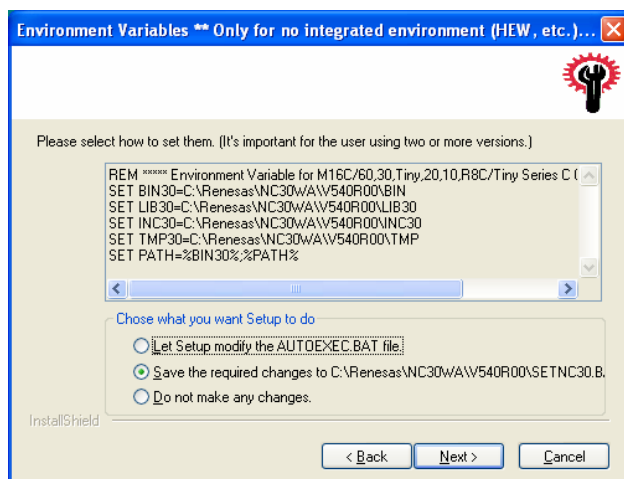 Environment Variables ** Only for no integrated environment (HEW, etc.)...
Please select how to set them. (It's important for the user using two or more versions.)
REM ***** Environment Variable for M16C/60,30,Tiny,20,10,R8C/Tiny Series C (
SET BIN30=C:\Renesas\NC30WA\V540R00\BIN
SET LIB30=C:\Renesas\NC30WA\V540R00\LIB30
SET INC30=C:\Renesas\NC30WA\V540R00\INC30
SET TMP30=C:\Renesas\NC30WA\V540R00\TMP
SET PATH=%BIN30%;%PATH%
Chose what you want Setup to do
Let Setup modify the AUTOEXEC.BAT file.
Save the required changes to C:\Renesas\NC30WA\V540R00\SETNC30.BA
Do not make any changes.
InstallShield
< Back Next > Cancel